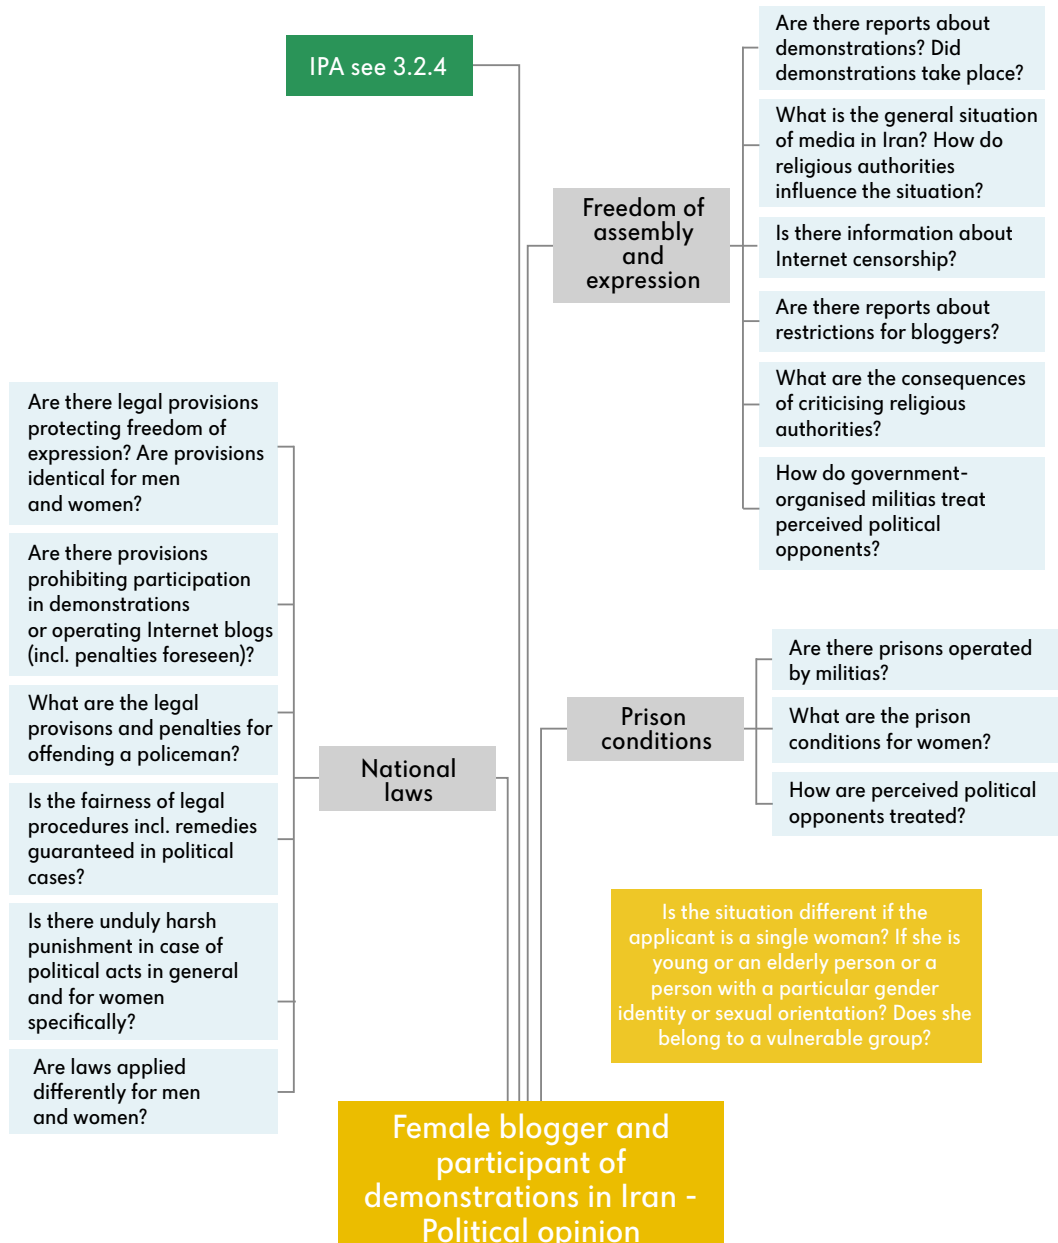 IPA see 3.2.4
Freedom of
assembly
and
expression
Are there reports about
demonstrations? Did
demonstrations take place?
What is the general situation
of media in Iran? How do
religious authorities
influence the situation?
Is there information about
Internet censorship?
Are there reports about
restrictions for bloggers?
What are the consequences
of criticising religious
authorities?
How do government-
organised militias treat
perceived political
opponents?
Are there legal provisions
protecting freedom of
expression? Are provisions
identical for men
and women?
Are there provisions
prohibiting participation
in demonstrations
or operating Internet blogs
(incl. penalties foreseen)?
What are the legal
provisons and penalties for
offending a policeman?
Is the fairness of legal
procedures incl. remedies
guaranteed in political
cases?
Is there unduly harsh
punishment in case of
political acts in general
and for women
specifically?
Are laws applied
differently for men
and women?
National
laws
Prison
conditions
Are there prisons operated
by militias?
What are the prison
conditions for women?
How are perceived political
opponents treated?
Is the situation different if the
applicant is a single woman? If she is
young or an elderly person or a
person with a particular gender
identity or sexual orientation? Does she
belong to a vulnerable group?
Female blogger and
participant of
demonstrations in Iran -
Political opinion